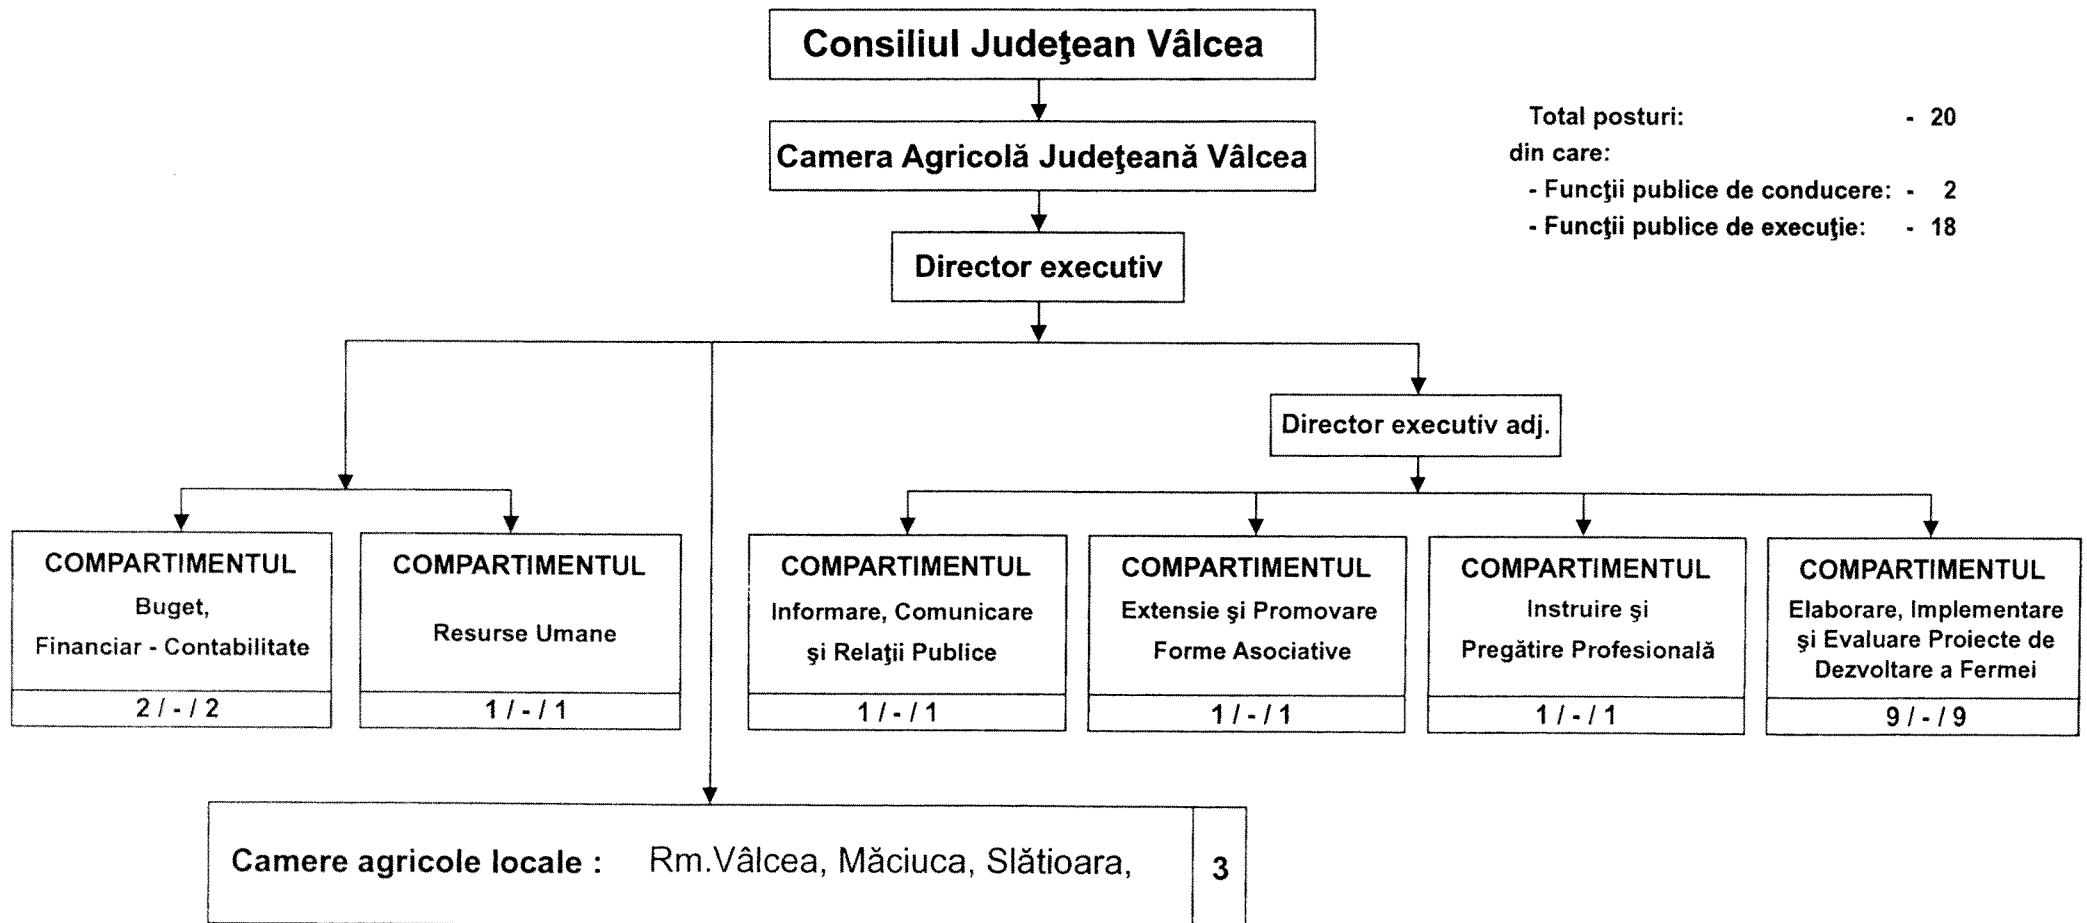 Consiliul Judeţean Vâlcea
Camera Agricolă Judeţeană Vâlcea
Total posturi: - 20
din care:
- Funcţii publice de conducere: - 2
- Funcţii publice de execuţie: - 18
Director executiv
Director executiv adj.
COMPARTIMENTUL
Buget,
Financiar - Contabilitate
2 / - / 2
COMPARTIMENTUL
Resurse Umane
1 / - / 1
COMPARTIMENTUL
Informare, Comunicare
şi Relaţii Publice
1 / - / 1
COMPARTIMENTUL
Extensie şi Promovare
Forme Asociative
1 / - / 1
COMPARTIMENTUL
Instruire şi
Pregătire Profesională
1 / - / 1
COMPARTIMENTUL
Elaborare, Implementare
şi Evaluare Proiecte de
Dezvoltare a Fermei
9 / - / 9
Camere agricole locale : Rm.Vâlcea, Măciuca, Slătioara, 3